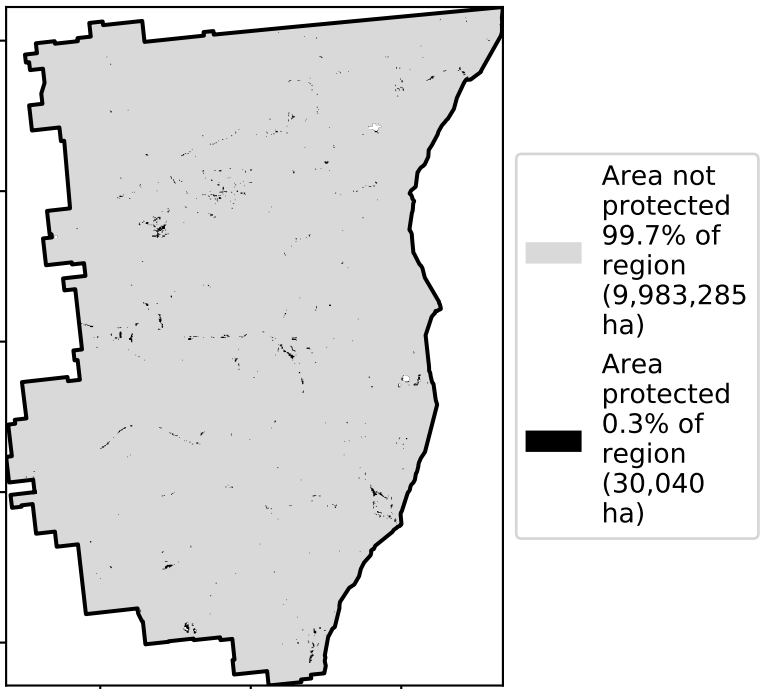 Area not
protected
99.7% of
region
(9,983,285
ha)
Area
protected
0.3% of
region
(30,040
ha)